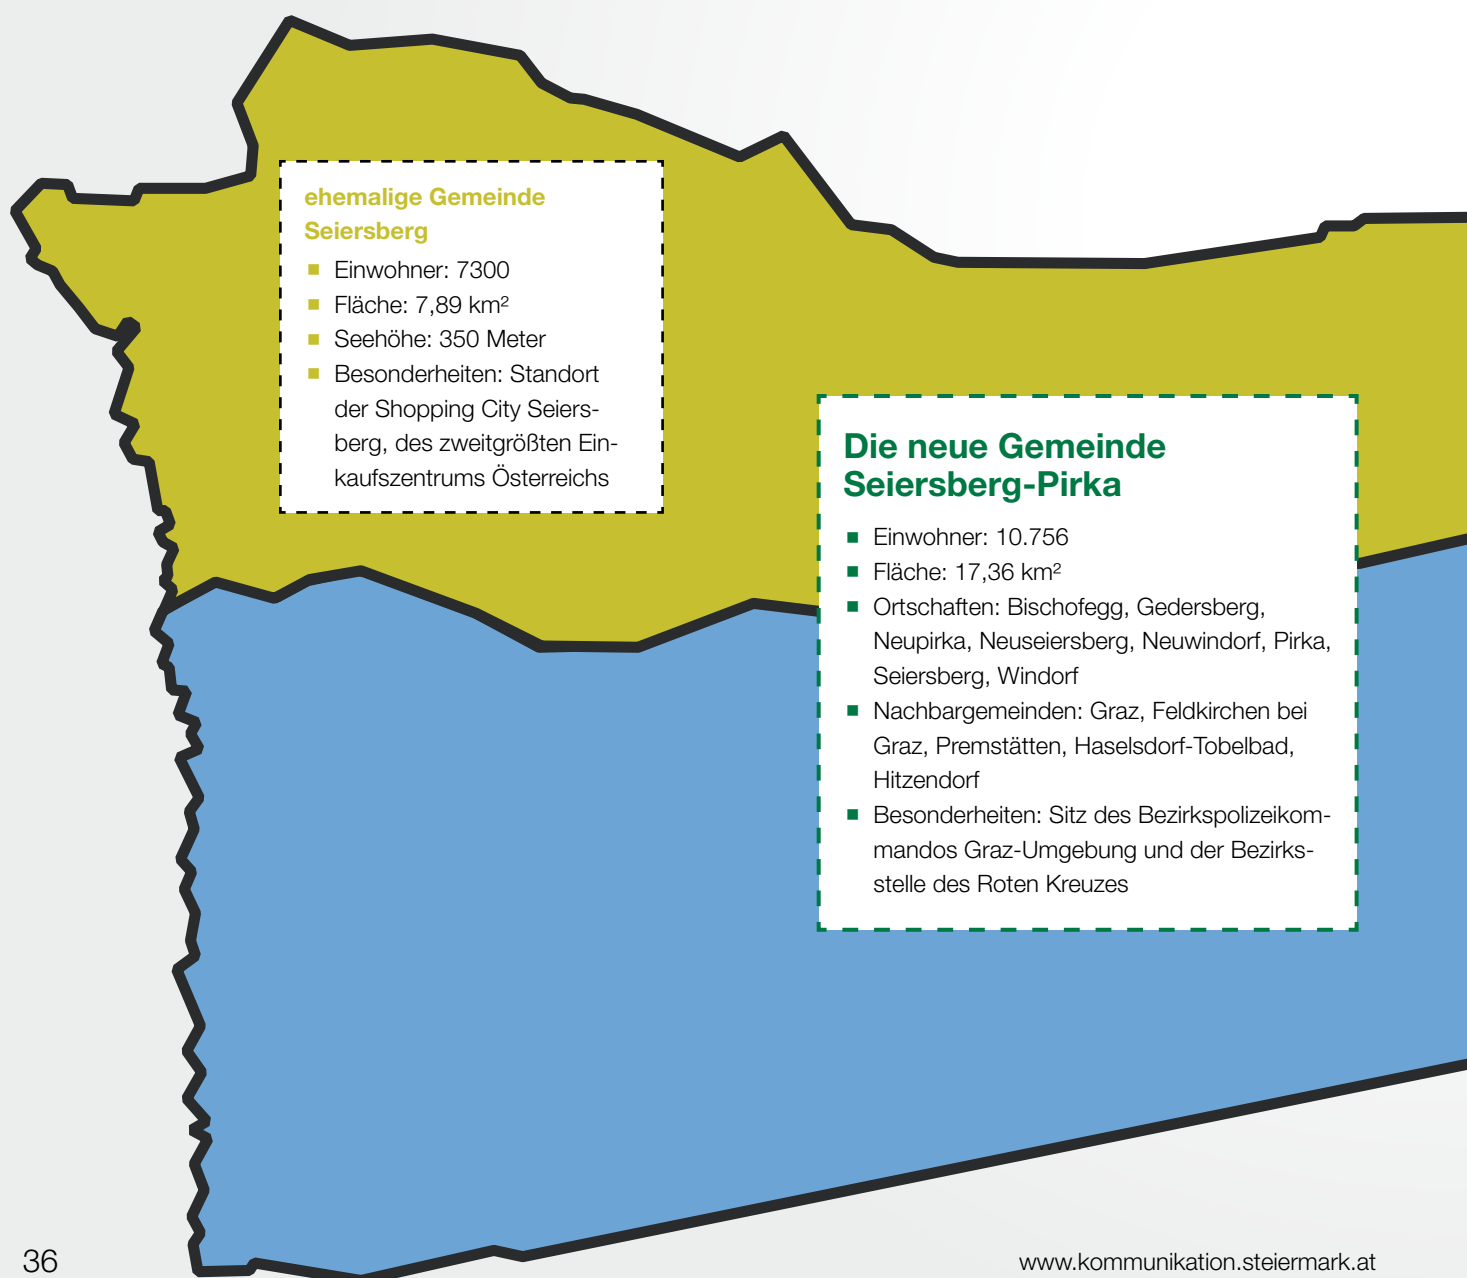 ehemalige Gemeinde
Seiersberg
■ Einwohner: 7300
■ Fläche: 7,89 km²
■ Seehöhe: 350 Meter
■ Besonderheiten: Standort
der Shopping City Seiers-
berg, des zweitgrößten Ein-
kaufszentrums Österreichs
Die neue Gemeinde
Seiersberg-Pirka
■ Einwohner: 10.756
■ Fläche: 17,36 km²
■ Ortschaften: Bischofegg, Gedersberg,
Neupirka, Neuseiersberg, Neuwindorf, Pirka,
Seiersberg, Windorf
■ Nachbargemeinden: Graz, Feldkirchen bei
Graz, Premstätten, Haselsdorf-Tobelbad,
Hitzendorf
■ Besonderheiten: Sitz des Bezirkspolizeikom-
mandos Graz-Umgebung und der Bezirks-
stelle des Roten Kreuzes
36
www.kommunikation.steiermark.at